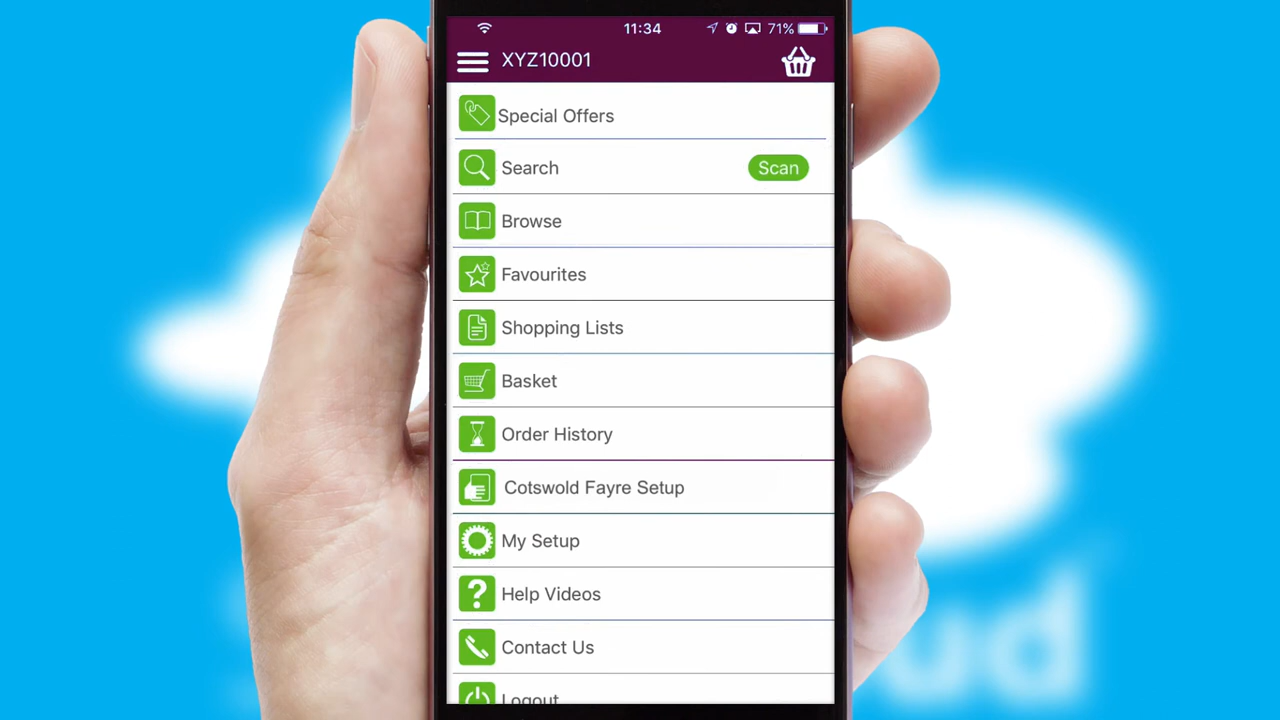 11:34
71%
XYZ10001
Special Offers
Search
Scan
Browse
Favourites
Shopping Lists
Basket
Order History
Cotswold Fayre Setup
My Setup
Help Videos
Contact Us
Logout